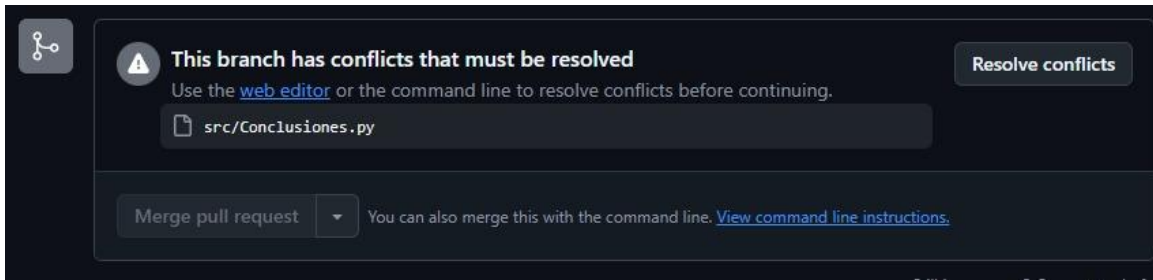 This branch has conflicts that must be resolved
Resolve conflicts
Use the web editor or the command line to resolve conflicts before continuing.
src/Conclusiones.py
Merge pull request
You can also merge this with the command line. View command line instructions.